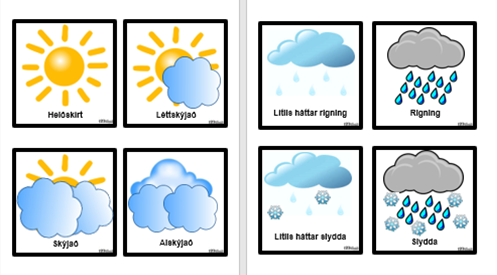 Heiðskírt
Léttskýjað
Lítils háttar rigning
Rigning
Skýjað
Alskýjað
Lítils háttar slydda
Slydda